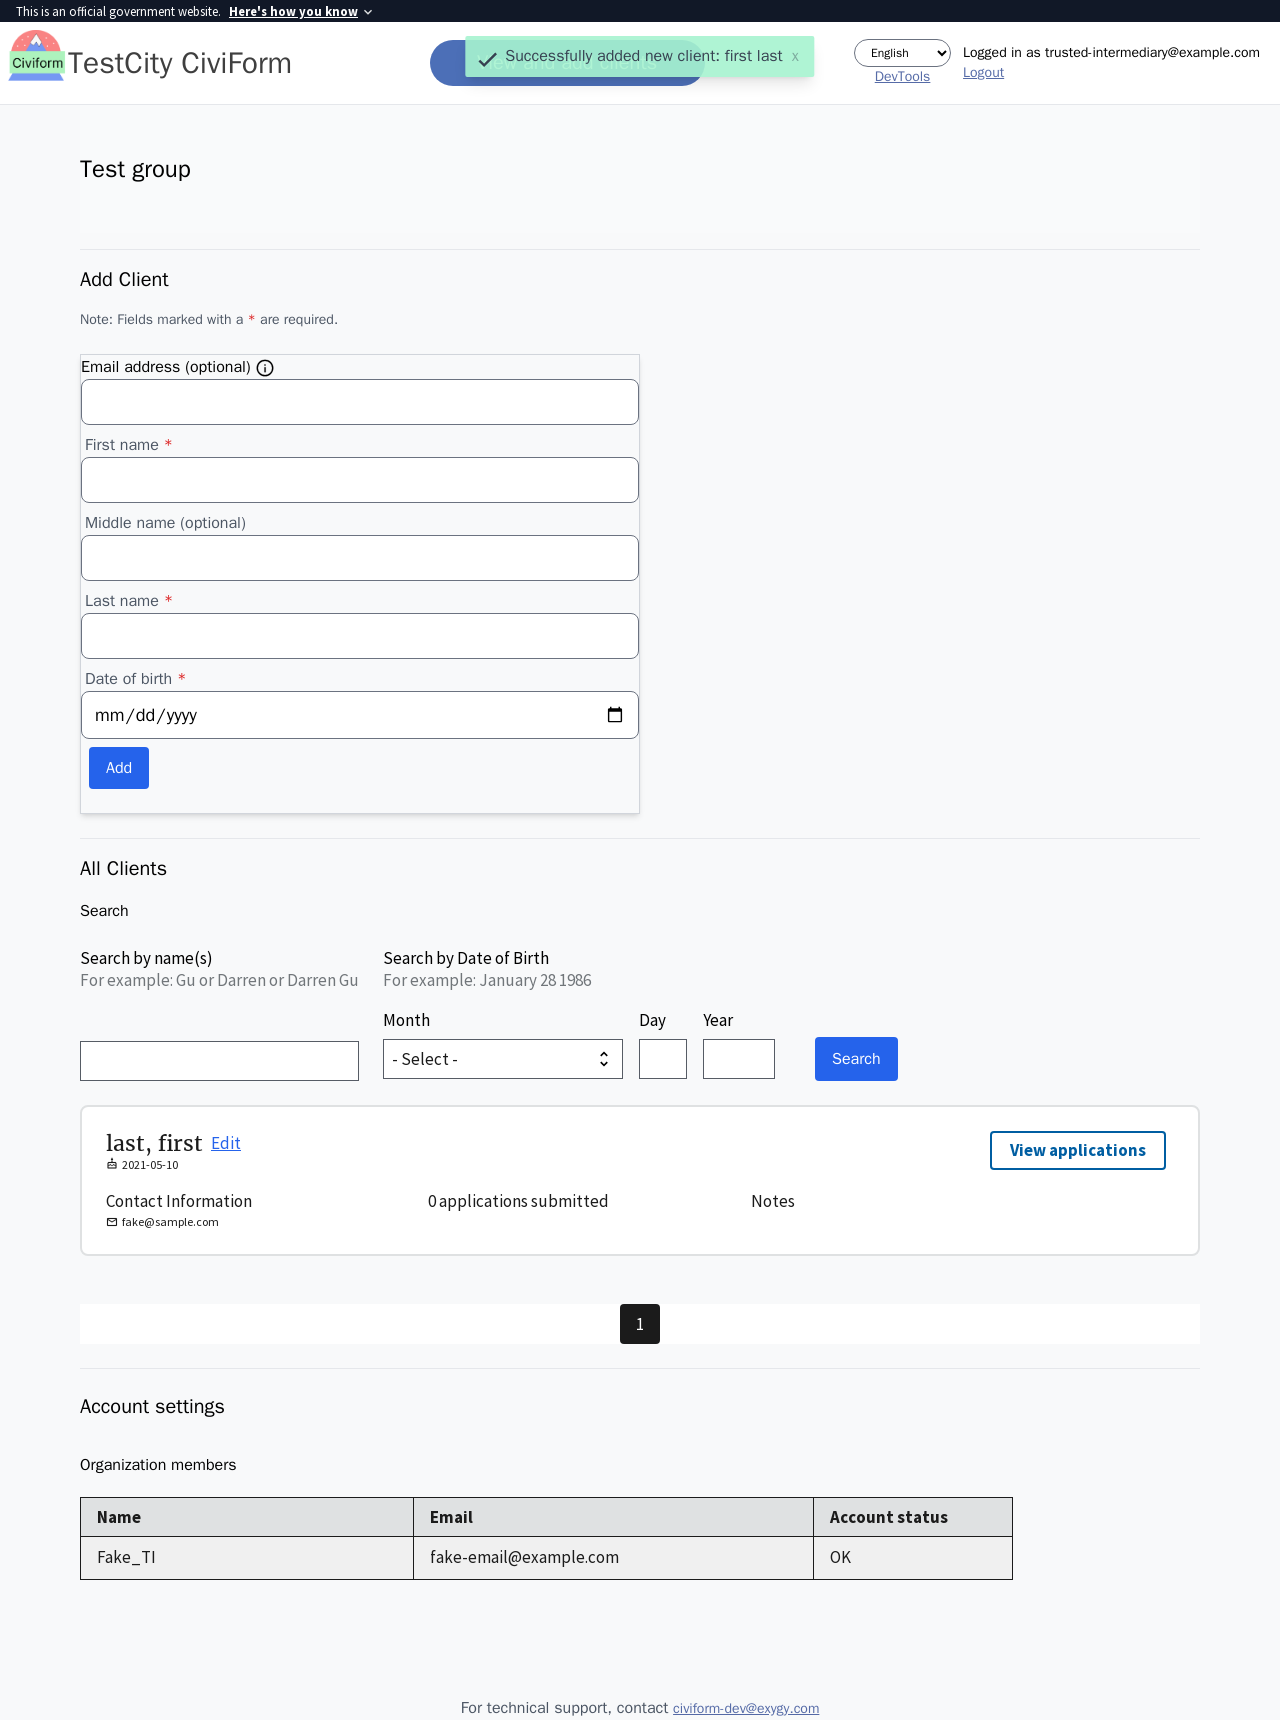 This is an official government website. Here's how you know
Civiform
TestCity CiviForm
Successfully added new client: first last x
English
DevTools
Logged in as trusted-intermediary@example.com
Logout
Test group
Add Client
Note: Fields marked with a * are required.
Email address (optional)
First name *
Middle name (optional)
Last name *
Date of birth *
mm/dd/yyyy
Add
All Clients
Search
Search by name(s)
For example: Gu or Darren or Darren Gu
Search by Date of Birth
For example: January 28 1986
Month Day Year
- Select -
Search
last, first Edit
View applications
2021-05-10
Contact Information 0 applications submitted Notes
fake@sample.com
1
Account settings
Organization members
Name Email Account status
Fake_TI fake-email@example.com OK
For technical support, contact civiform-dev@exygy.com